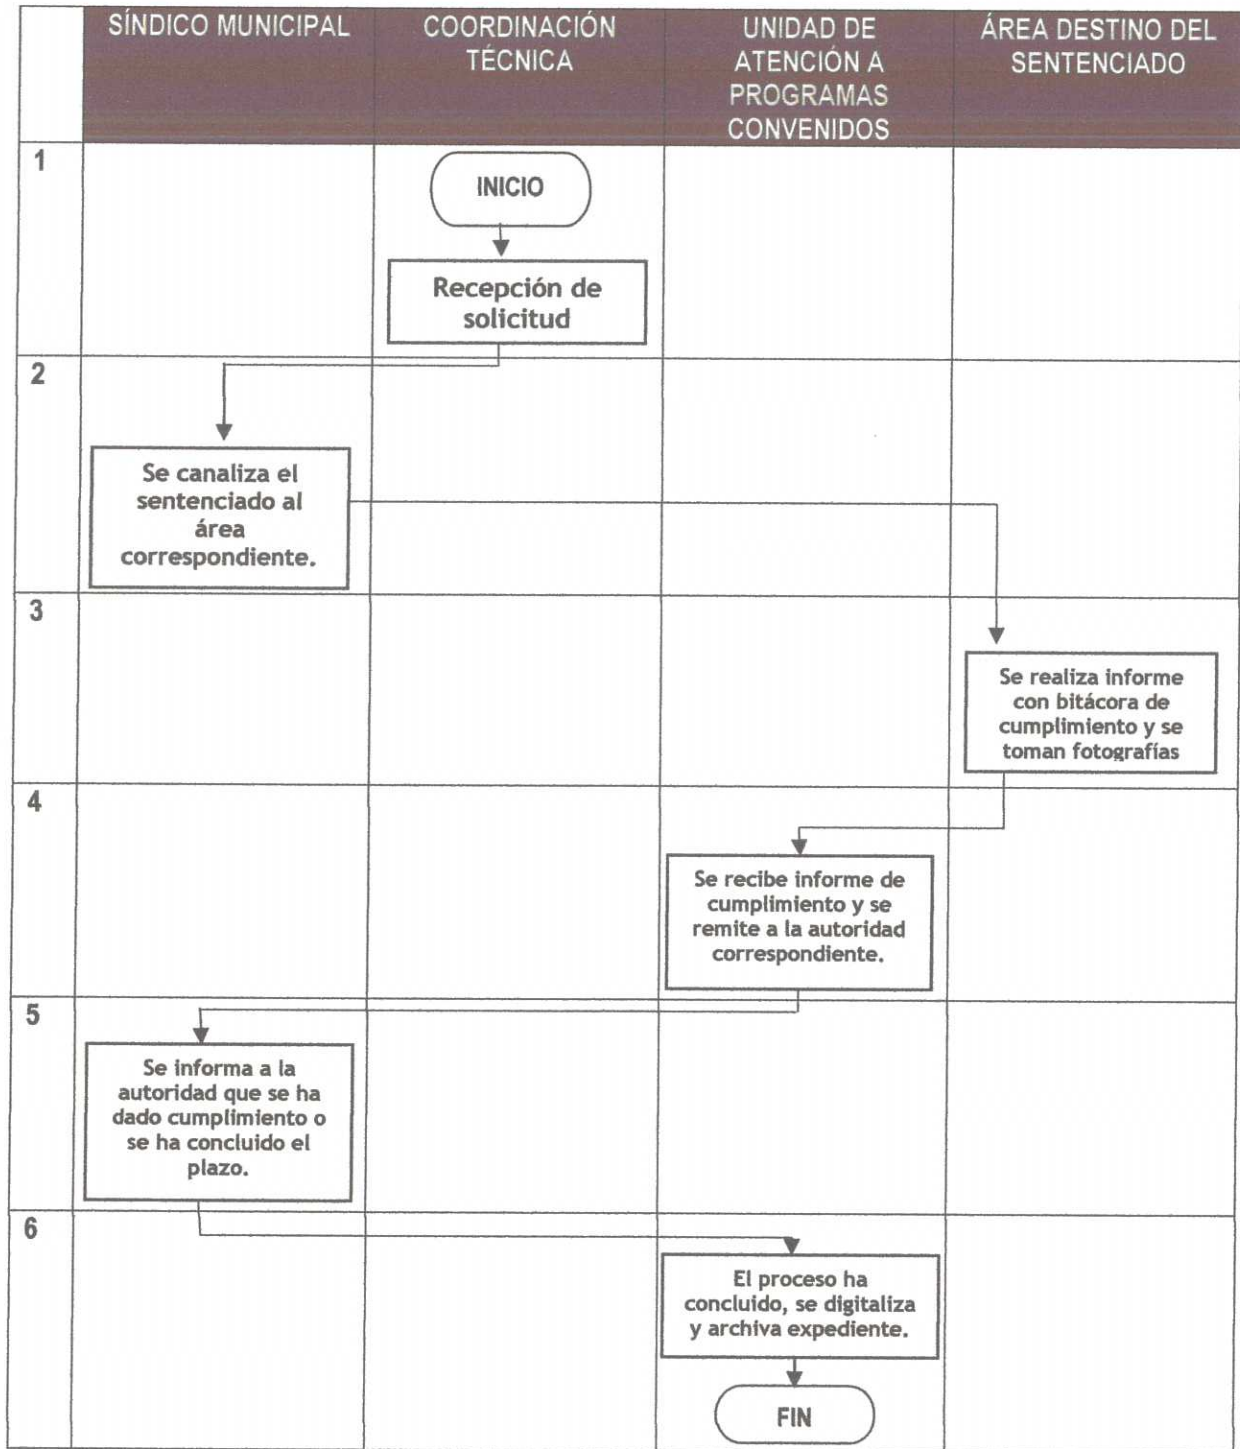 SÍNDICO MUNICIPAL
COORDINACIÓN
TÉCNICA
UNIDAD DE
ATENCIÓN A
PROGRAMAS
CONVENIDOS
ÁREA DESTINO DEL
SENTENCIADO
1
INICIO
Recepción de
solicitud
2
Se canaliza el
sentenciado al
área
correspondiente.
3
Se realiza informe
con bitácora de
cumplimiento y se
toman fotografías
4
Se recibe informe de
cumplimiento y se
remite a la autoridad
correspondiente.
5
Se informa a la
autoridad que se ha
dado cumplimiento o
se ha concluido el
plazo.
6
El proceso ha
concluido, se digitaliza
y archiva expediente.
FIN